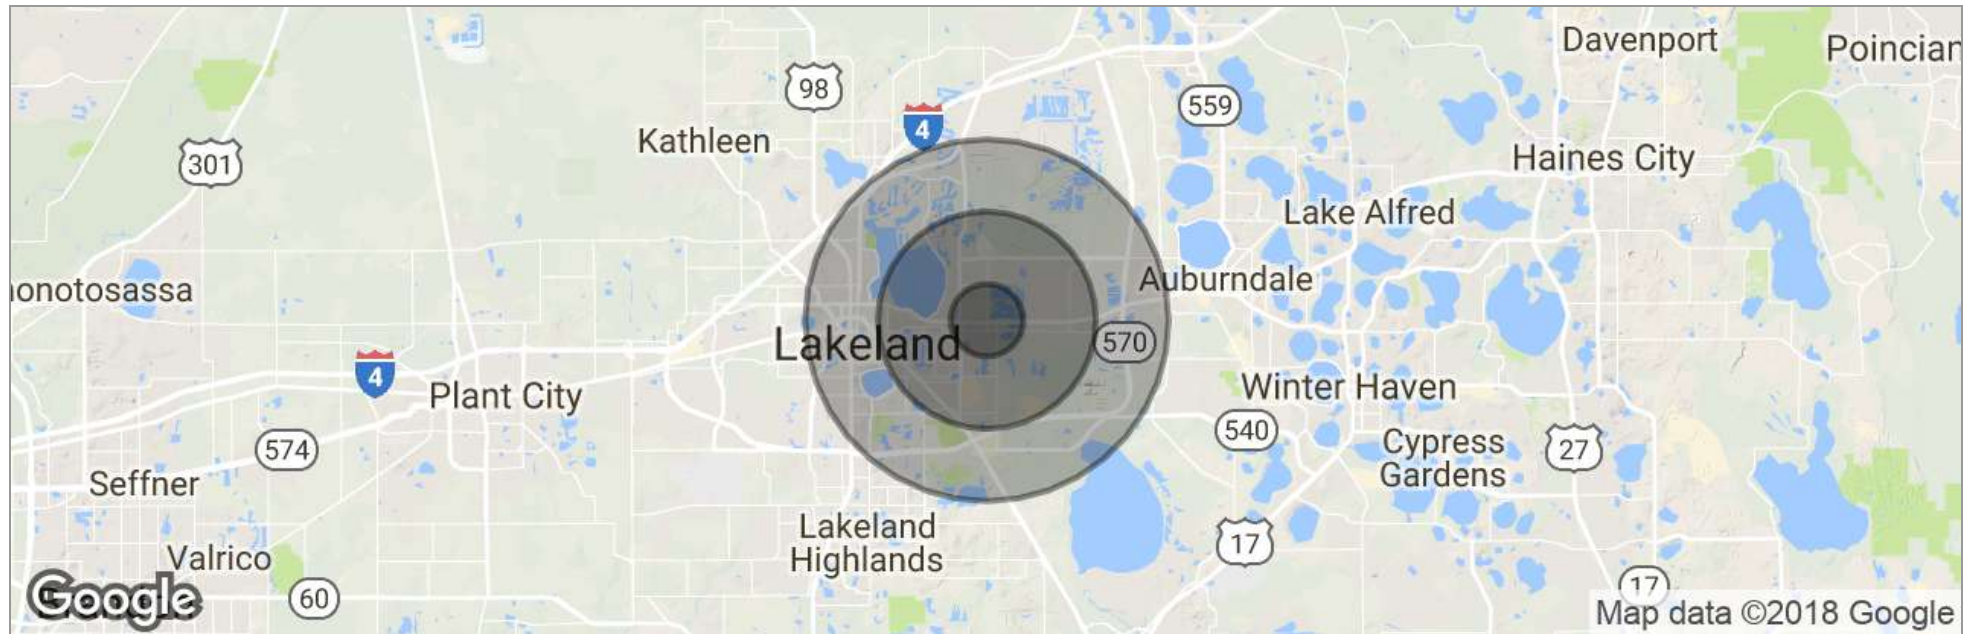 Davenport
Poincian
98
559
4
Kathleen
301
Haines City
Lake Alfred
onotosassa
Auburndale
Lakeland
570
4
Plant City
Winter Haven
574
540
Cypress
Gardens
27
Seffner
Lakeland
Highlands
17
Valrico
60
Google
17
Map data ©2018 Google